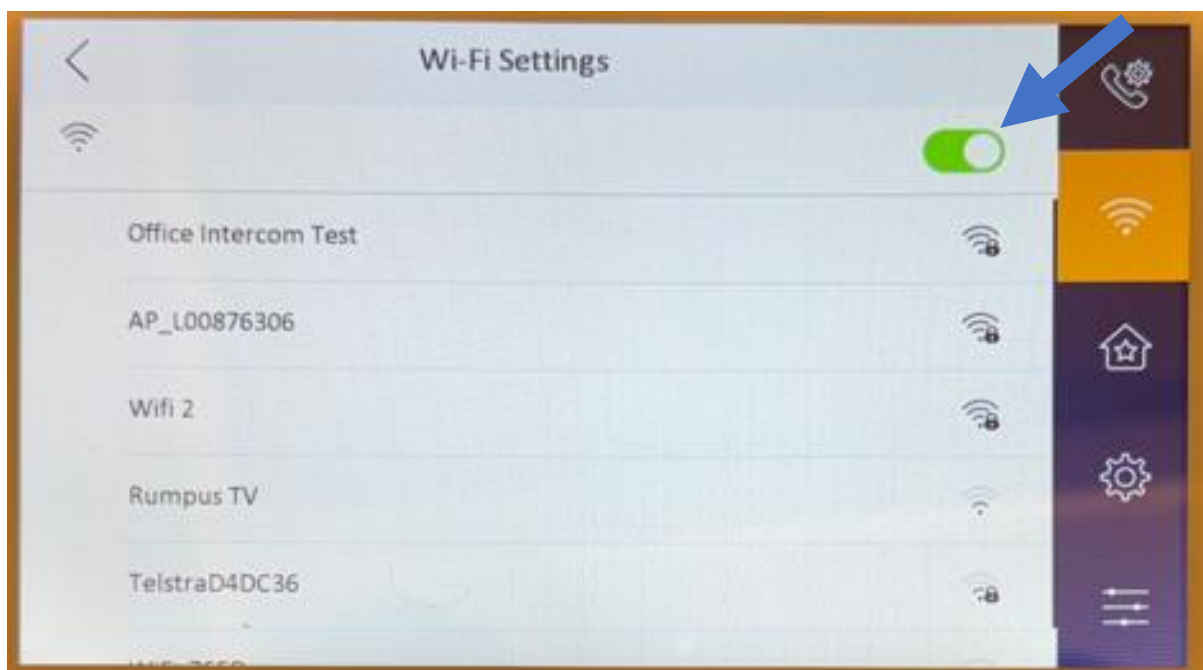 Wi-Fi Settings
Office Intercom Test
AP_L00876306
Wifi 2
Rumpus TV
TelstraD4DC36